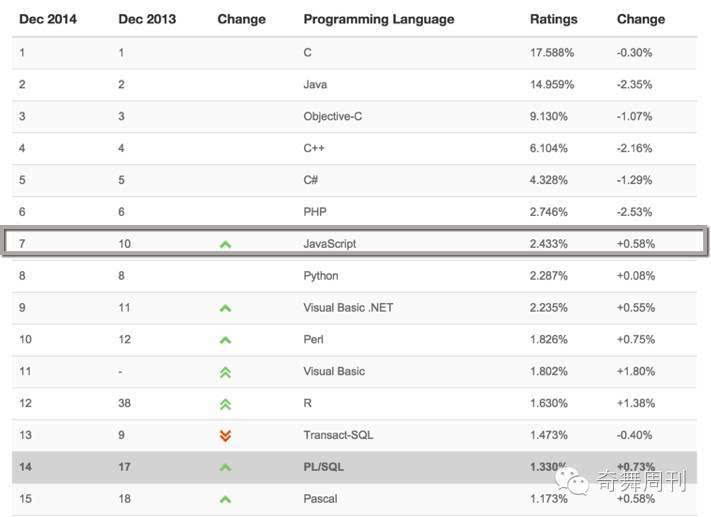 Dec 2014 Dec 2013 Change Programming Language Ratings Change
1 1 C 17.588% -0.30%
2 2 Java 14.959% -2.35%
3 3 Objective-C 9.130% -1.07%
4 4 C++ 6.104% -2.16%
5 5 C# 4.328% -1.29%
6 6 PHP 2.746% -2.53%
7 10 JavaScript 2.433% +0.58%
8 8 Python 2.287% +0.08%
9 11 Visual Basic .NET 2.235% +0.55%
10 12 Perl 1.826% +0.75%
11 - Visual Basic 1.802% +1.80%
12 38 R 1.630% +1.38%
13 9 Transact-SQL 1.473% -0.40%
14 17 PL/SQL 1.330% +0.73%
15 18 Pascal 1.173% +0.58%
奇舞周刊